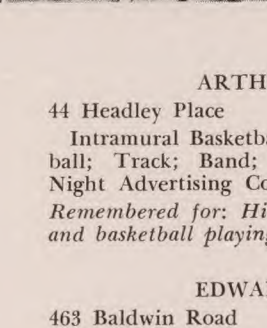 ARTH
44 Headley Place
Intramural Basketba
ball; Track; Band;
Night Advertising Co
Remembered for: Hi
and basketball playing
EDWA
463 Baldwin Road